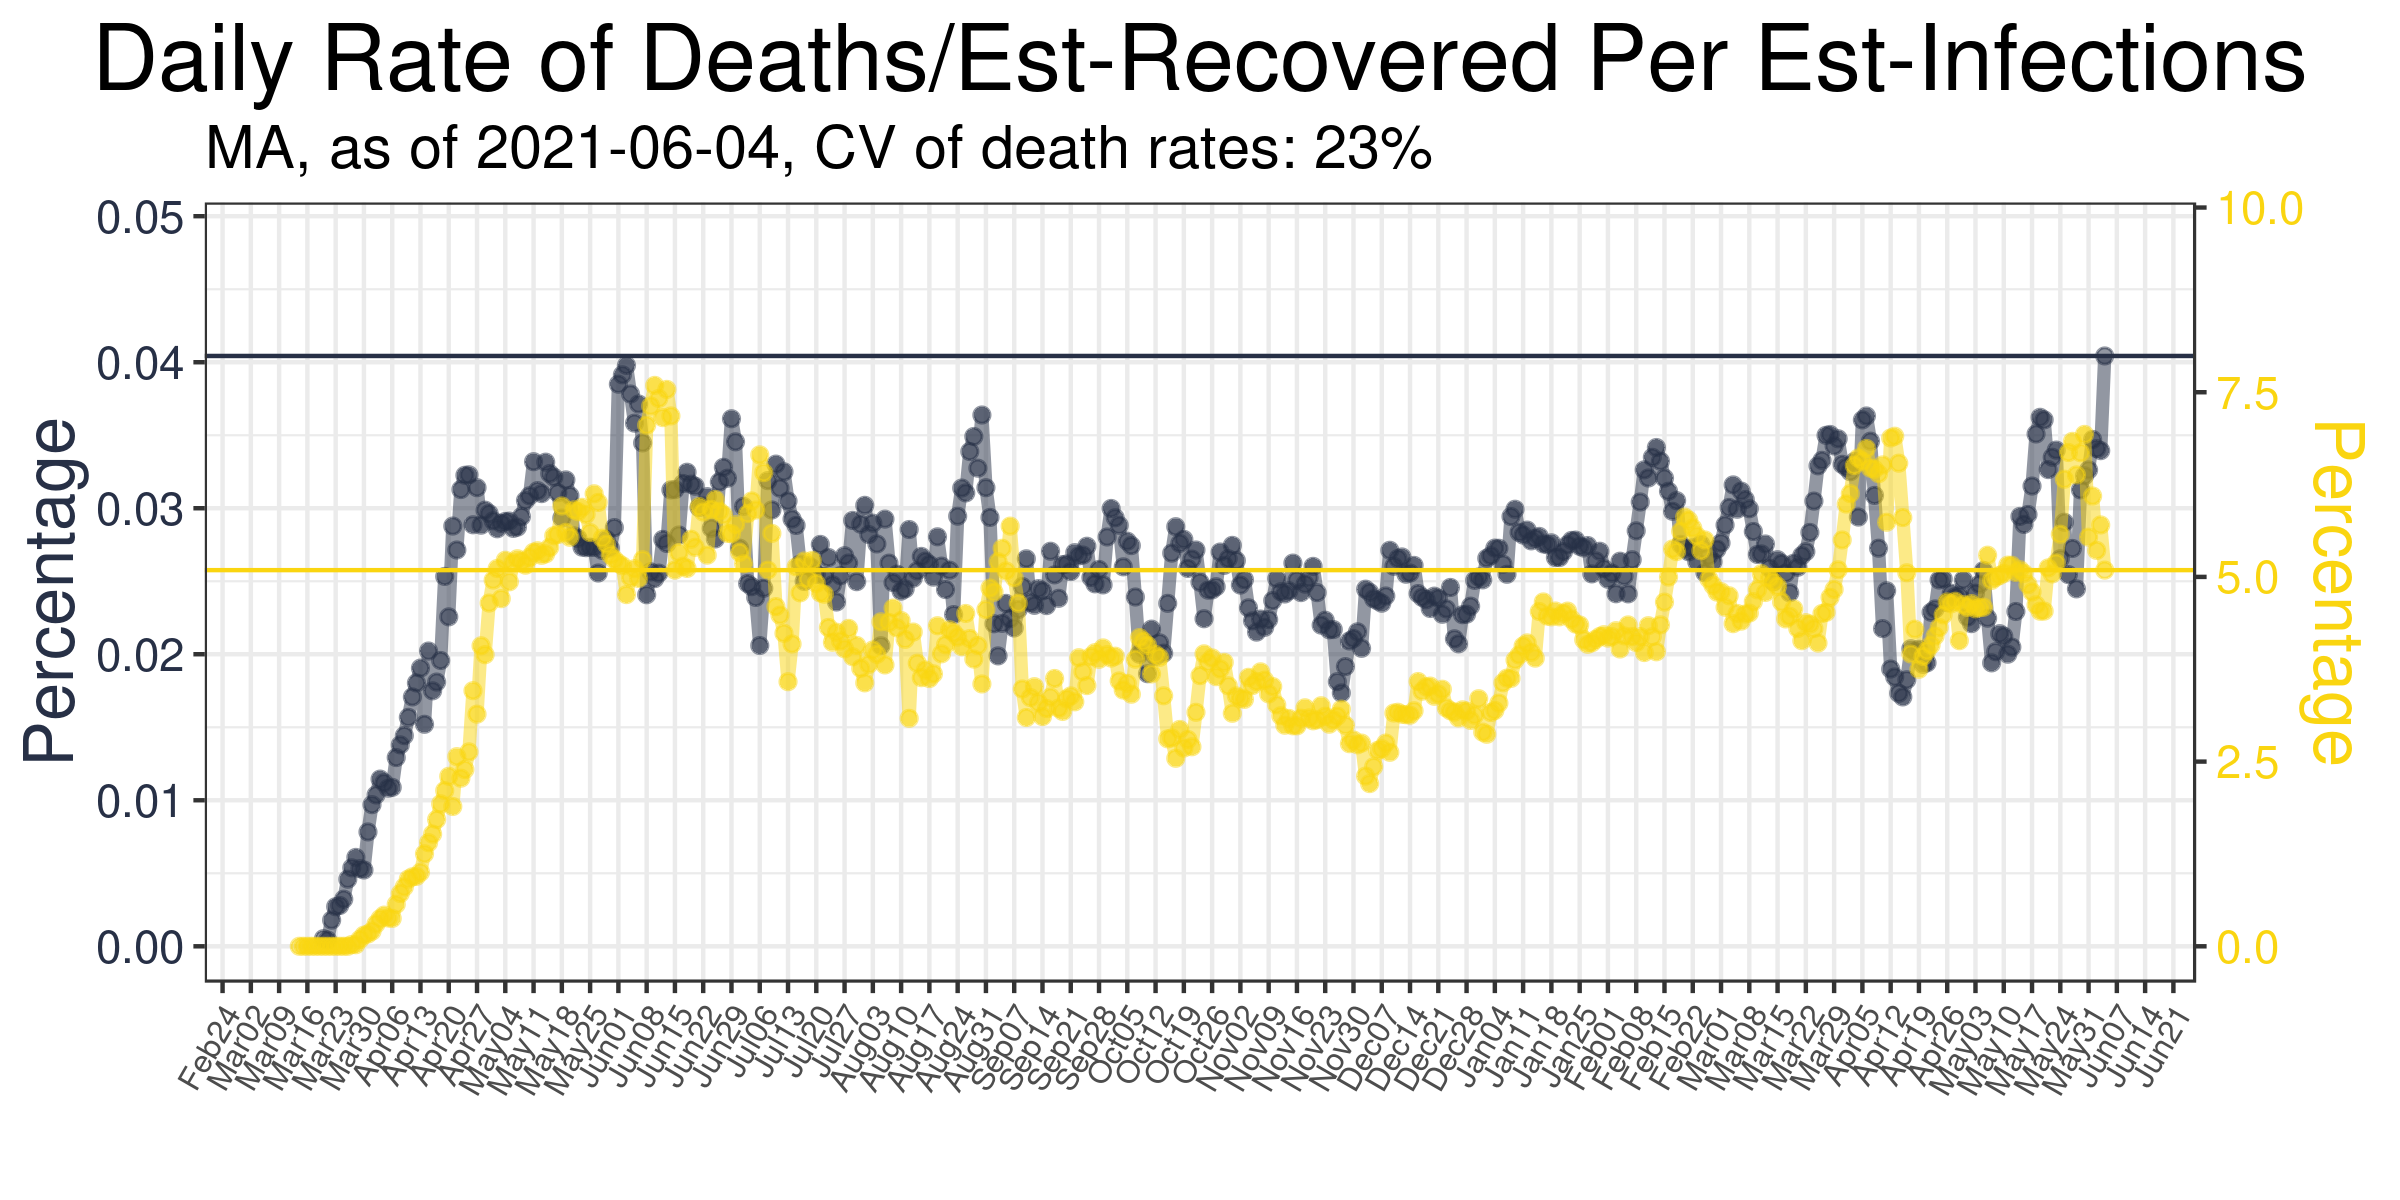 Daily Rate of Deaths/Est-Recovered Per Est-Infections
MA, as of 2021-06-04, CV of death rates: 23%
0.05
0.04
0.03
0.02
0.01
0.00
Percentage
10.0
7.5
5.0
2.5
0.0
Percentage
Feb24
Mar02
Mar09
Mar16
Mar23
Mar30
Apr06
Apr13
Apr20
Apr27
May04
May11
May18
May25
Jun01
Jun08
Jun15
Jun22
Jun29
Jul06
Jul13
Jul20
Jul27
Aug03
Aug10
Aug17
Aug24
Aug31
Sep07
Sep14
Sep21
Sep28
Oct05
Oct12
Oct19
Oct26
Nov02
Nov09
Nov16
Nov23
Nov30
Dec07
Dec14
Dec21
Dec28
Jan04
Jan11
Jan18
Jan25
Feb01
Feb08
Feb15
Feb22
Mar01
Mar08
Mar15
Mar22
Mar29
Apr05
Apr12
Apr19
Apr26
May03
May10
May17
May24
May31
Jun07
Jun14
Jun21